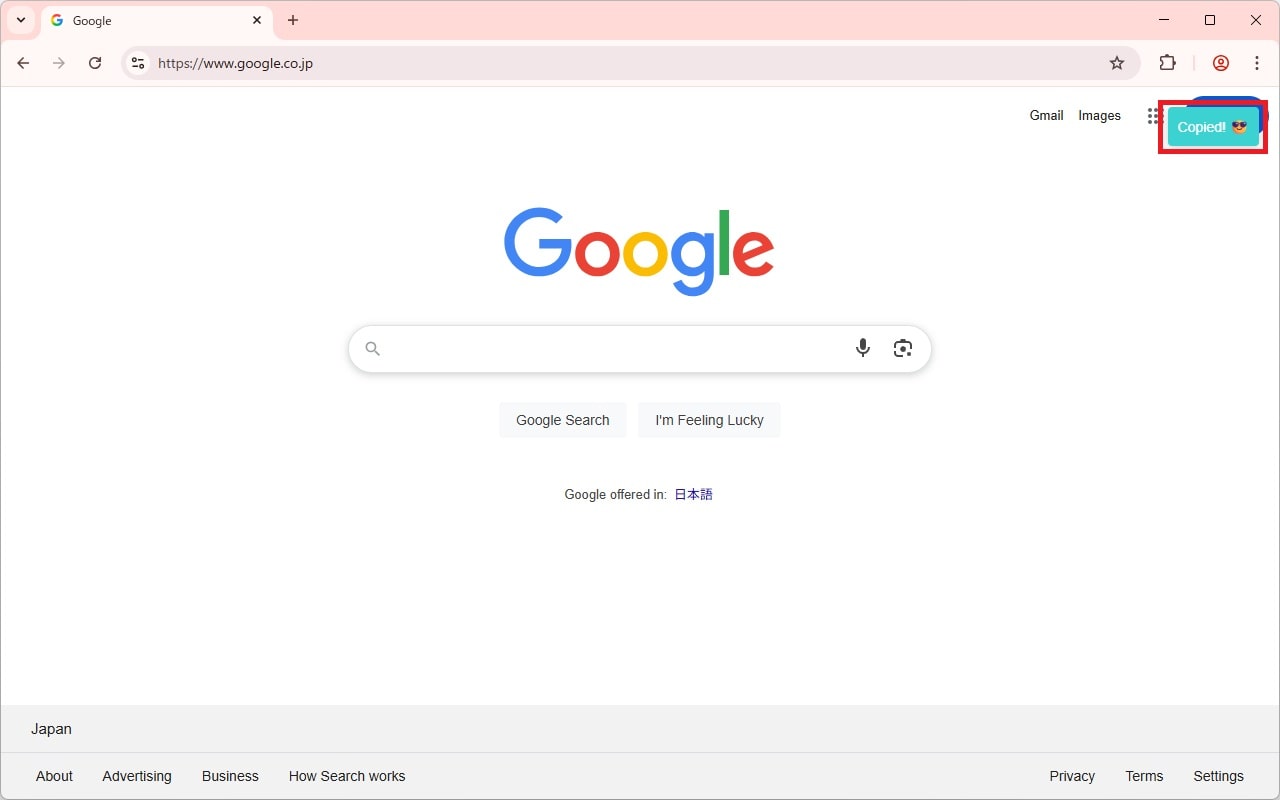 Google
https://www.google.co.jp
Gmail Images
Copied! 😎
Google
Google Search I'm Feeling Lucky
Google offered in: 日本語
Japan
About Advertising Business How Search works Privacy Terms Settings